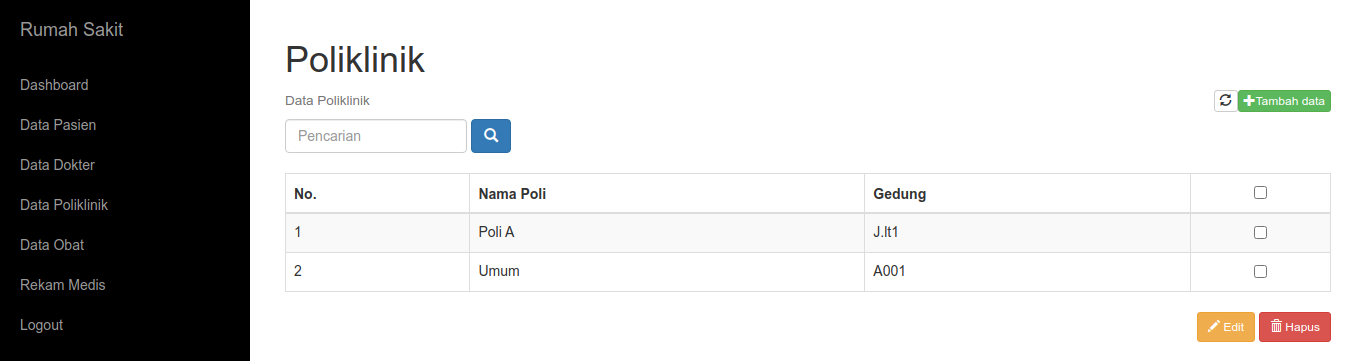 Rumah Sakit
Dashboard
Data Pasien
Data Dokter
Data Poliklinik
Data Obat
Rekam Medis
Logout
Poliklinik
Data Poliklinik
Tambah data
Pencarian
No. Nama Poli Gedung
1 Poli A J.lt1
2 Umum A001
Edit Hapus